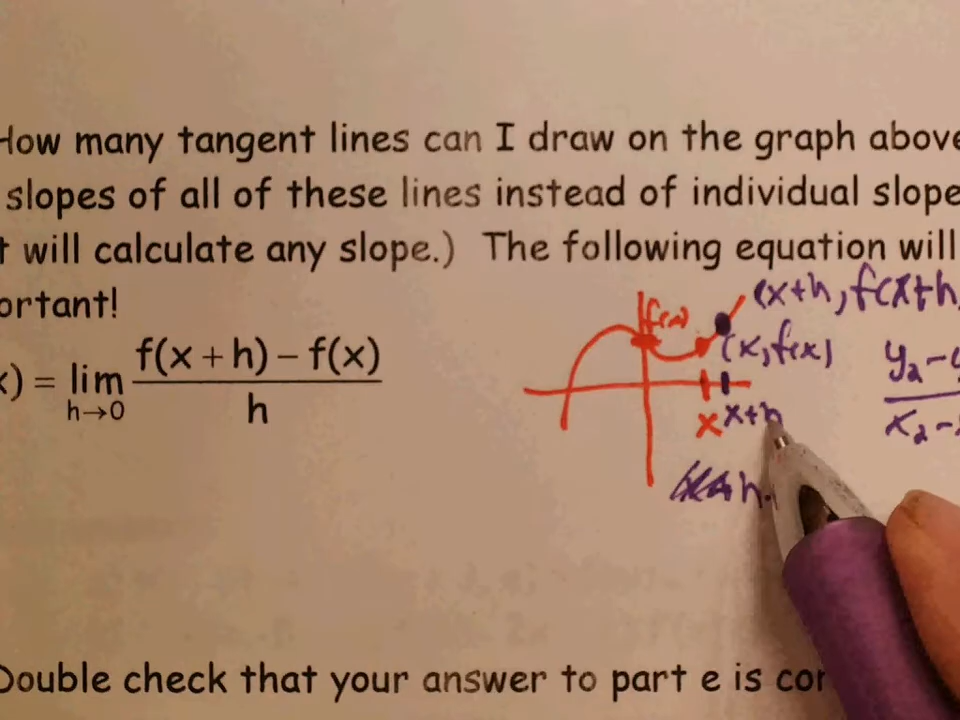 How many tangent lines can I draw on the graph above
slopes of all of these lines instead of individual slope
t will calculate any slope.) The following equation will
ortant!
x) = lim h→0 f(x + h) − f(x) / h
f(x)
(x+h, f(x+h,
(x, f(x)
y₂ - y
x₂ -
x x+h
h
Double check that your answer to part e is cor